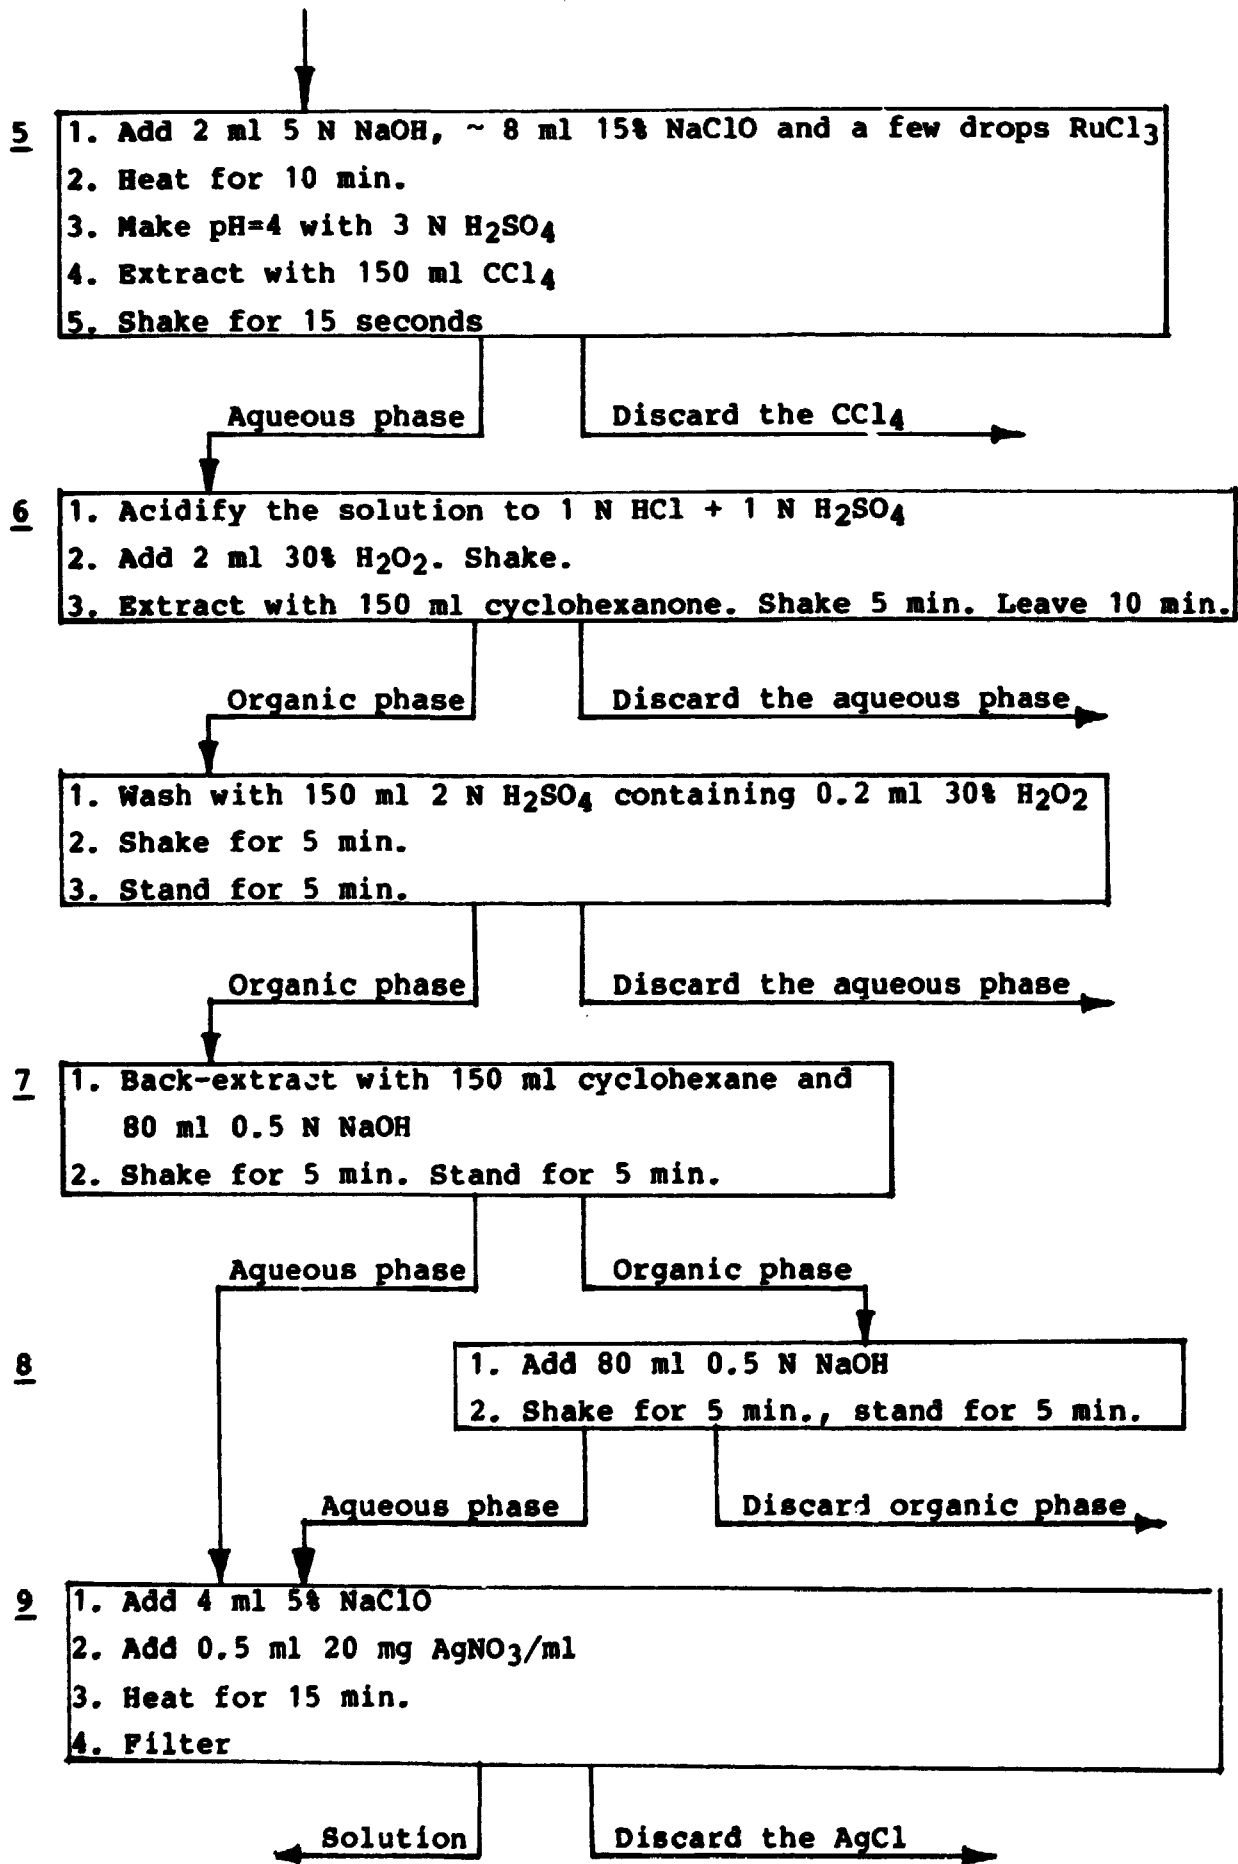 5
1. Add 2 ml 5 N NaOH, ~ 8 ml 15% NaClO and a few drops RuCl3
2. Heat for 10 min.
3. Make pH=4 with 3 N H2SO4
4. Extract with 150 ml CCl4
5. Shake for 15 seconds
Aqueous phase
Discard the CCl4
6
1. Acidify the solution to 1 N HCl + 1 N H2SO4
2. Add 2 ml 30% H2O2. Shake.
3. Extract with 150 ml cyclohexanone. Shake 5 min. Leave 10 min.
Organic phase
Discard the aqueous phase
1. Wash with 150 ml 2 N H2SO4 containing 0.2 ml 30% H2O2
2. Shake for 5 min.
3. Stand for 5 min.
Organic phase
Discard the aqueous phase
7
1. Back-extract with 150 ml cyclohexane and
80 ml 0.5 N NaOH
2. Shake for 5 min. Stand for 5 min.
Aqueous phase
Organic phase
8
1. Add 80 ml 0.5 N NaOH
2. Shake for 5 min., stand for 5 min.
Aqueous phase
Discard organic phase
9
1. Add 4 ml 5% NaClO
2. Add 0.5 ml 20 mg AgNO3/ml
3. Heat for 15 min.
4. Filter
Solution
Discard the AgCl